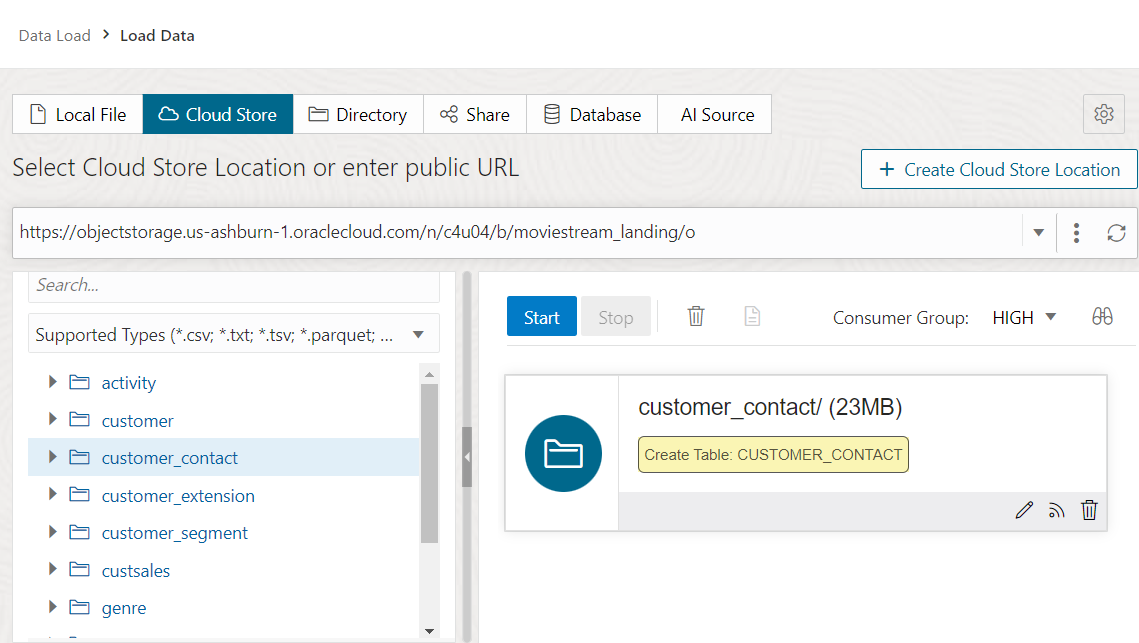 Data Load > Load Data
Local File Cloud Store Directory Share Database AI Source
Select Cloud Store Location or enter public URL
+ Create Cloud Store Location
https://objectstorage.us-ashburn-1.oraclecloud.com/n/c4u04/b/moviestream_landing/o
Search...
Supported Types (*.csv; *.txt; *.tsv; *.parquet; ...
activity
customer
customer_contact
customer_extension
customer_segment
custsales
genre
Start Stop Consumer Group: HIGH
customer_contact/ (23MB)
Create Table: CUSTOMER_CONTACT